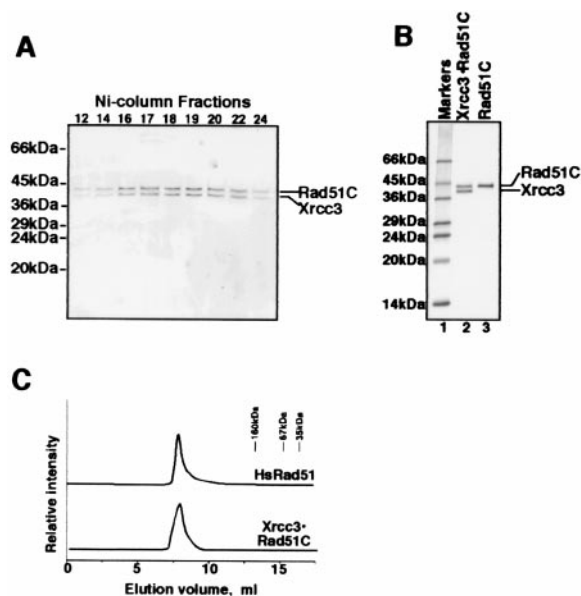 A
Ni-column Fractions
12 14 16 17 18 19 20 22 24
66kDa
45kDa
36kDa
29kDa
24kDa
20kDa
Rad51C
Xrcc3
B
Markers
Xrcc3•Rad51C
Rad51C
66kDa
45kDa
36kDa
29kDa
24kDa
20kDa
14kDa
Rad51C
Xrcc3
1 2 3
C
Relative intensity
160kDa
67kDa
35kDa
HsRad51
Xrcc3•
Rad51C
0 5 10 15
Elution volume, ml